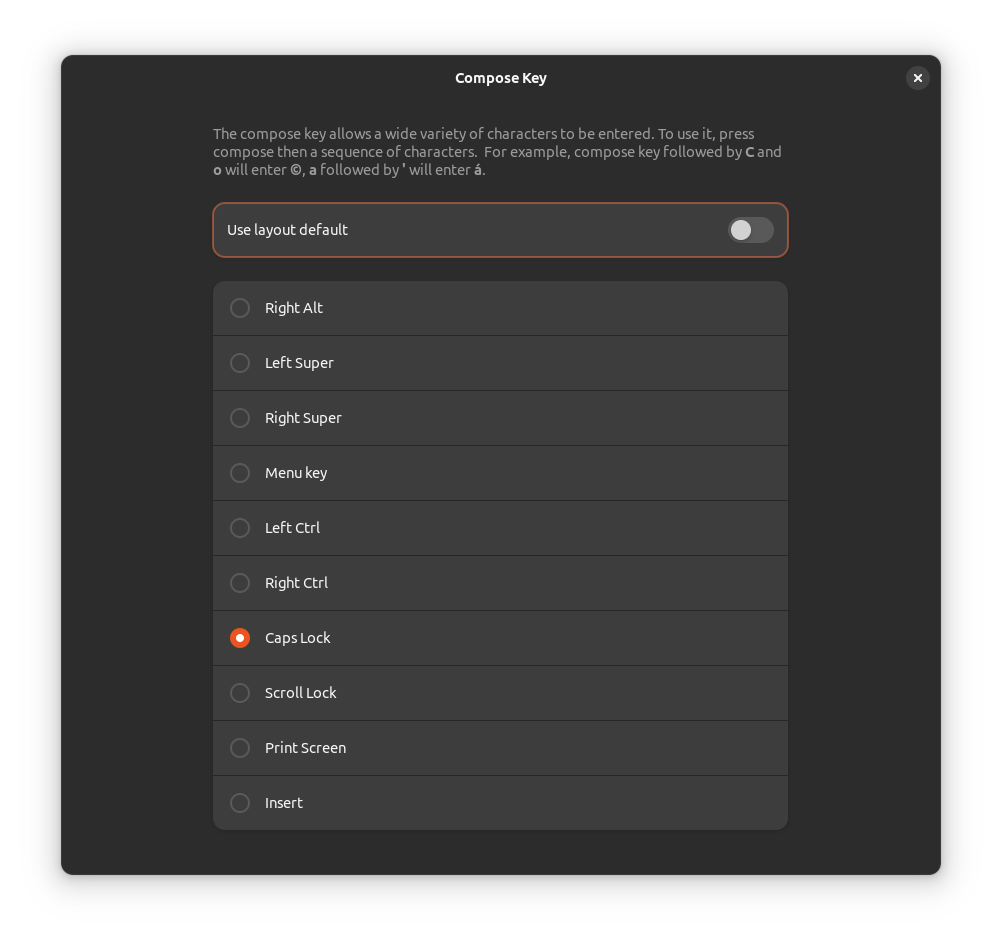 Compose Key
The compose key allows a wide variety of characters to be entered. To use it, press
compose then a sequence of characters.  For example, compose key followed by C and
o will enter ©, a followed by ' will enter á.
Use layout default
Right Alt
Left Super
Right Super
Menu key
Left Ctrl
Right Ctrl
Caps Lock
Scroll Lock
Print Screen
Insert